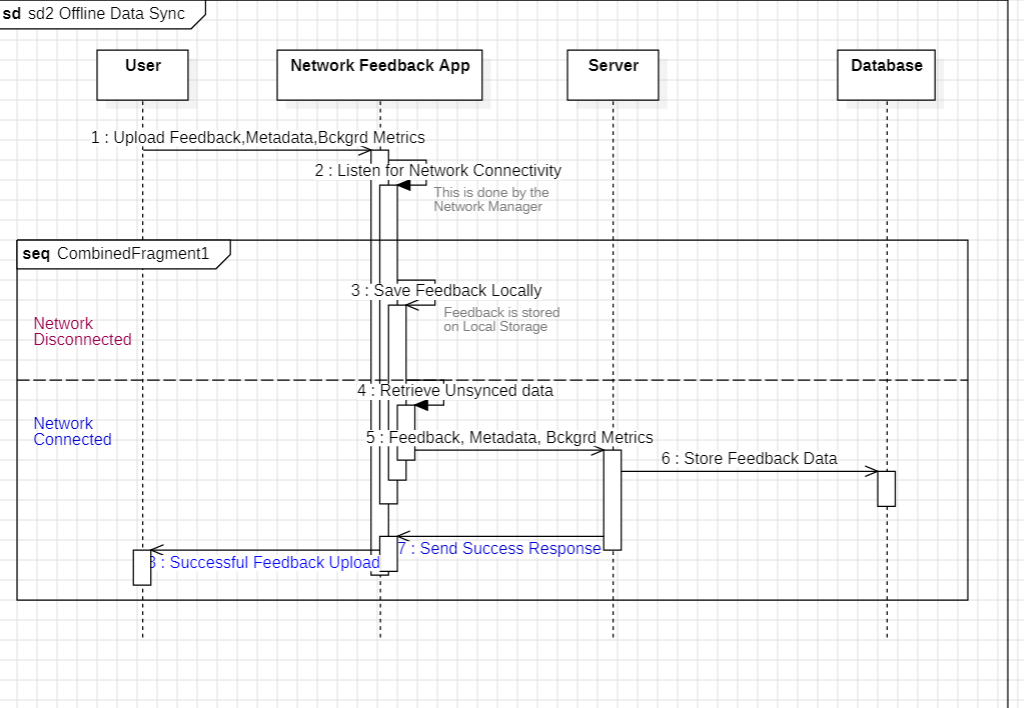 sd sd2 Offline Data Sync
User
Network Feedback App
Server
Database
1 : Upload Feedback,Metadata,Bckgrd Metrics
2 : Listen for Network Connectivity
This is done by the
Network Manager
seq CombinedFragment1
3 : Save Feedback Locally
Feedback is stored
on Local Storage
Network
Disconnected
4 : Retrieve Unsynced data
Network
Connected
5 : Feedback, Metadata, Bckgrd Metrics
6 : Store Feedback Data
7 : Send Success Response
8 : Successful Feedback Upload